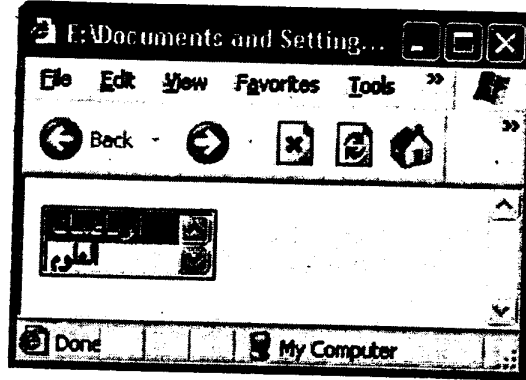 E:\Documents and Setting...
File Edit View Favorites Tools »
Back »
العلوم
Done My Computer